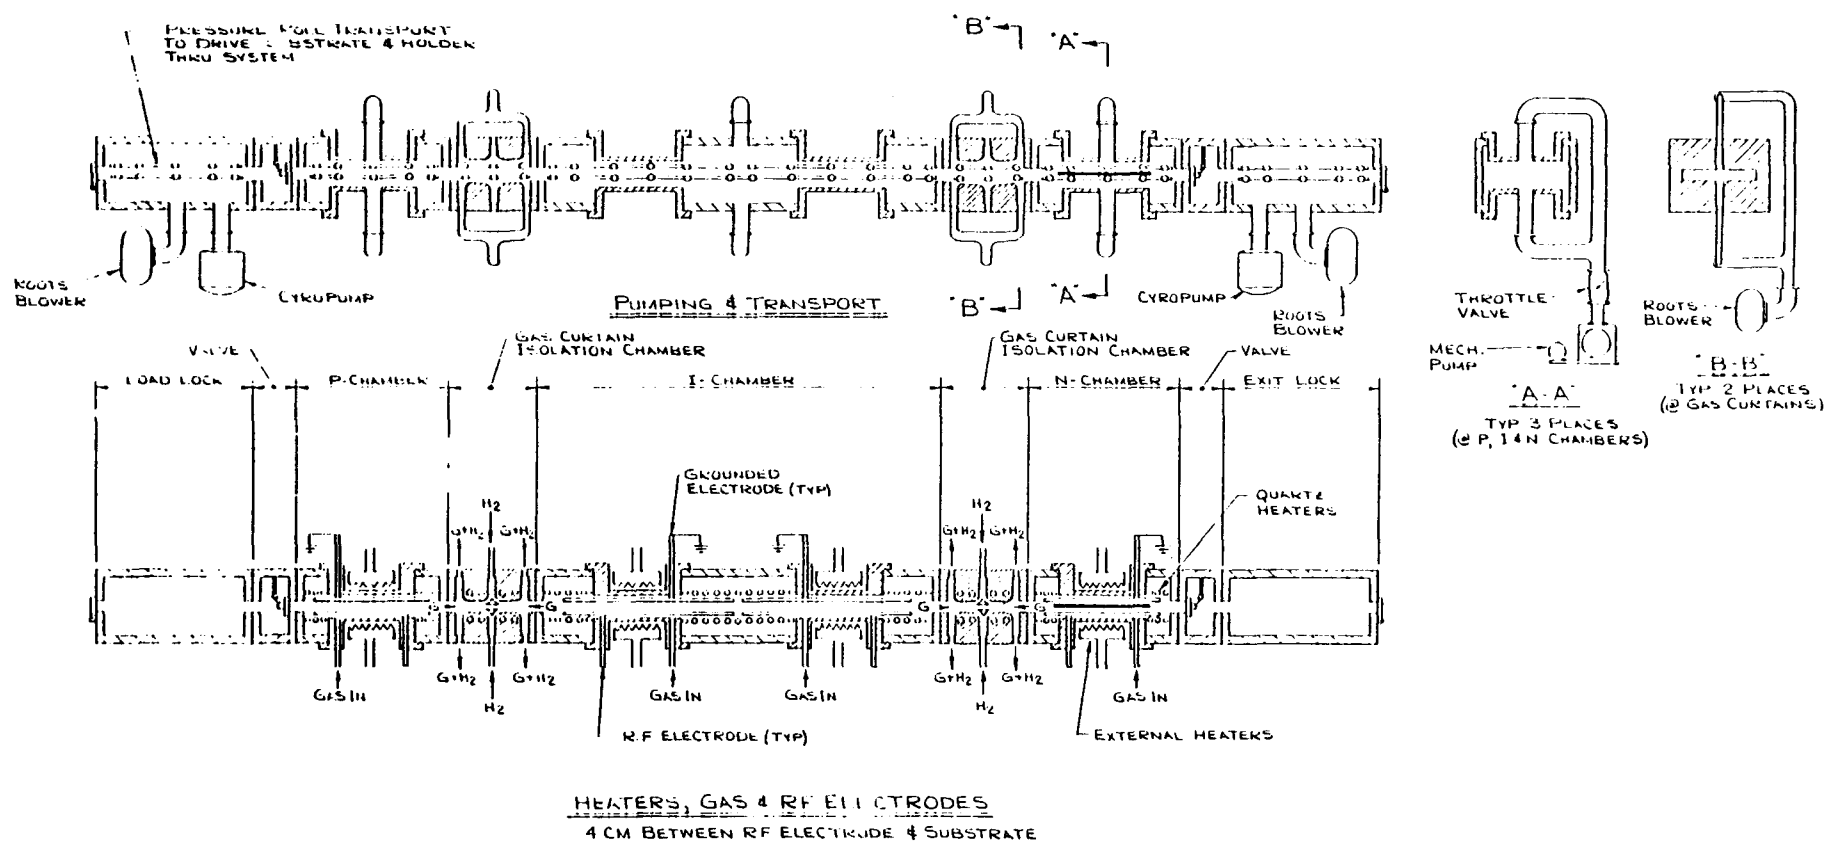 PRESSURE ROLL TRANSPORT
TO DRIVE SUBSTRATE & HOLDER
THRU SYSTEM
"B"
"A"
ROOTS
BLOWER
CYROPUMP
PUMPING & TRANSPORT
"B"
"A"
CYROPUMP
ROOTS
BLOWER
THROTTLE
VALVE
MECH.
PUMP
"A-A"
TYP 3 PLACES
(@ P, I & N CHAMBERS)
ROOTS
BLOWER
"B-B"
TYP 2 PLACES
(@ GAS CURTAINS)
VALVE
GAS CURTAIN
ISOLATION CHAMBER
GAS CURTAIN
ISOLATION CHAMBER
VALVE
LOAD LOCK
P-CHAMBER
I-CHAMBER
N-CHAMBER
EXIT LOCK
GROUNDED
ELECTRODE (TYP)
QUARTZ
HEATERS
H2
G+H2
G+H2
H2
G+H2
G+H2
G
G
G
G
G+H2
G+H2
H2
G+H2
G+H2
H2
GAS IN
GAS IN
GAS IN
GAS IN
R.F ELECTRODE (TYP)
EXTERNAL HEATERS
HEATERS, GAS & RF ELECTRODES
4 CM BETWEEN RF ELECTRODE & SUBSTRATE